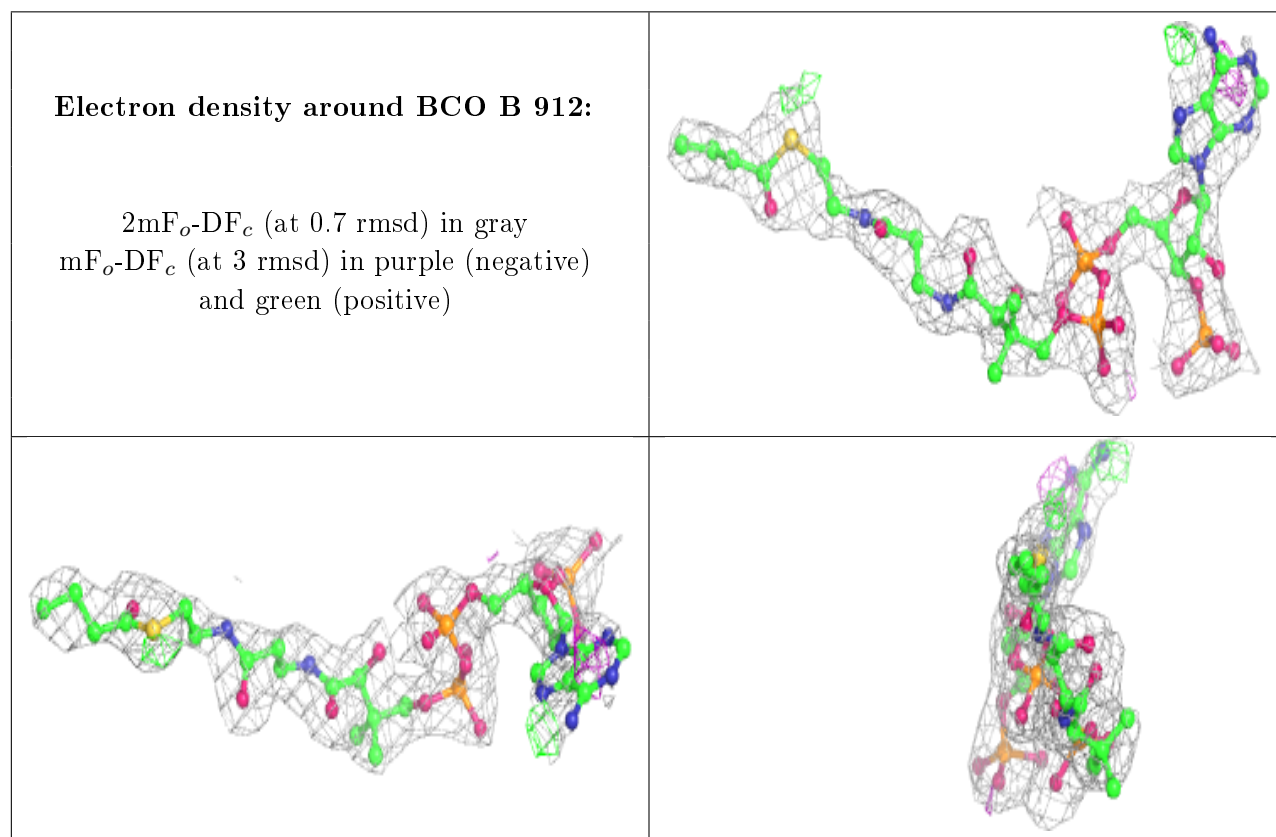 Electron density around BCO B 912:
2mFₒ-DF𝒸 (at 0.7 rmsd) in gray
mFₒ-DF𝒸 (at 3 rmsd) in purple (negative)
and green (positive)